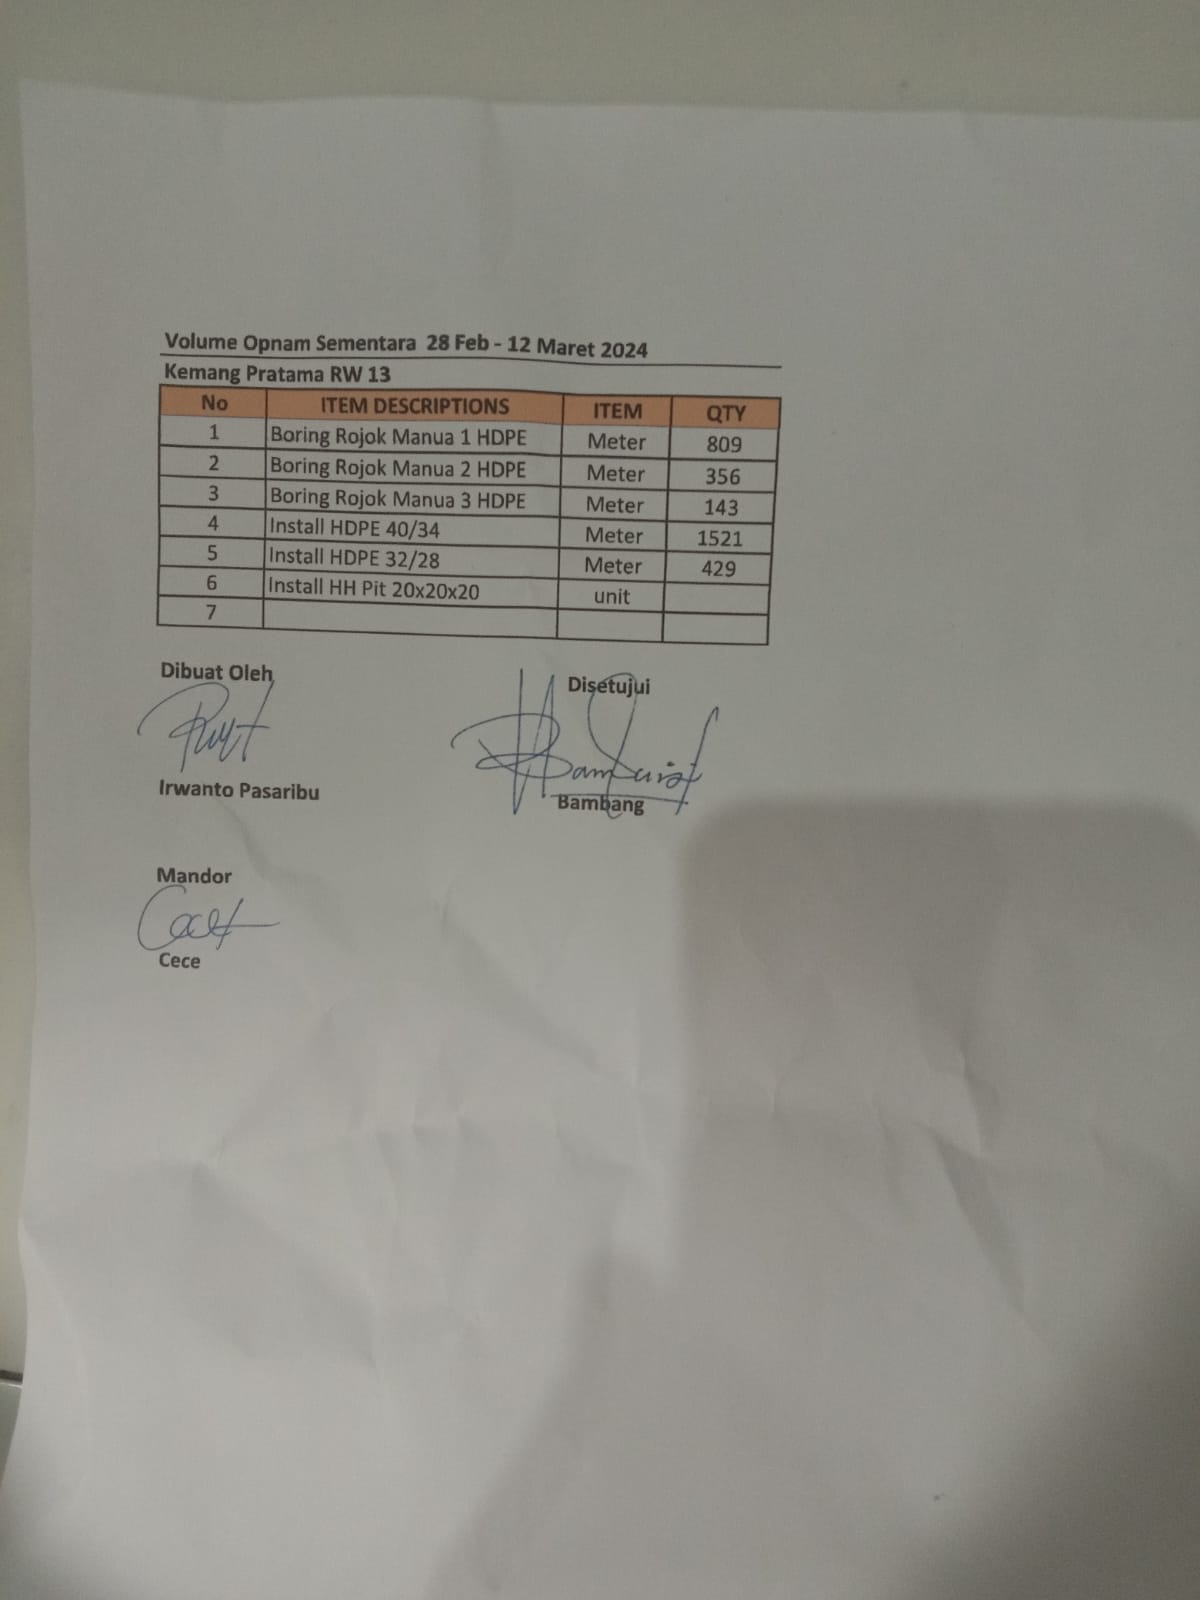 Volume Opnam Sementara 28 Feb - 12 Maret 2024
Kemang Pratama RW 13
No ITEM DESCRIPTIONS ITEM QTY
1 Boring Rojok Manua 1 HDPE Meter 809
2 Boring Rojok Manua 2 HDPE Meter 356
3 Boring Rojok Manua 3 HDPE Meter 143
4 Install HDPE 40/34 Meter 1521
5 Install HDPE 32/28 Meter 429
6 Install HH Pit 20x20x20 unit
7
Dibuat Oleh Disetujui
Irwanto Pasaribu Bambang
Mandor
Cece